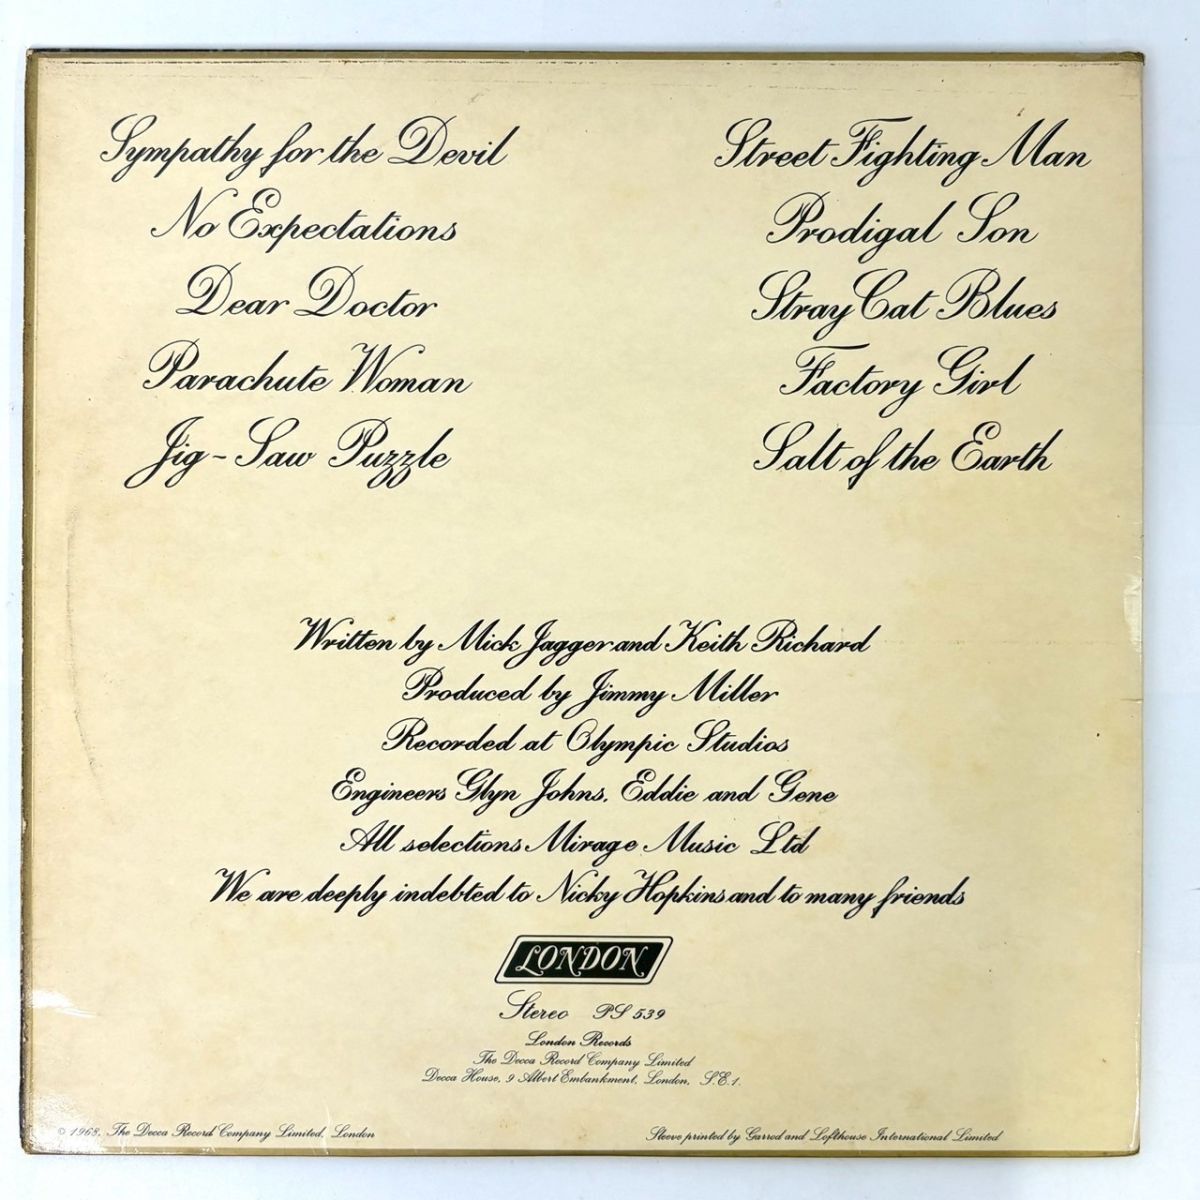 Sympathy for the Devil
No Expectations
Dear Doctor
Parachute Woman
Jig-Saw Puzzle
Street Fighting Man
Prodigal Son
Stray Cat Blues
Factory Girl
Salt of the Earth
Written by Mick Jagger and Keith Richard
Produced by Jimmy Miller
Recorded at Olympic Studios
Engineers Glyn Johns, Eddie and Gene
All selections Mirage Music Ltd
We are deeply indebted to Nicky Hopkins and to many friends
LONDON
Stereo PS 539
London Records
The Decca Record Company Limited
Decca House, 9 Albert Embankment, London, S.E.1.
© 1968, The Decca Record Company Limited, London
Sleeve printed by Garrod and Lofthouse International Limited